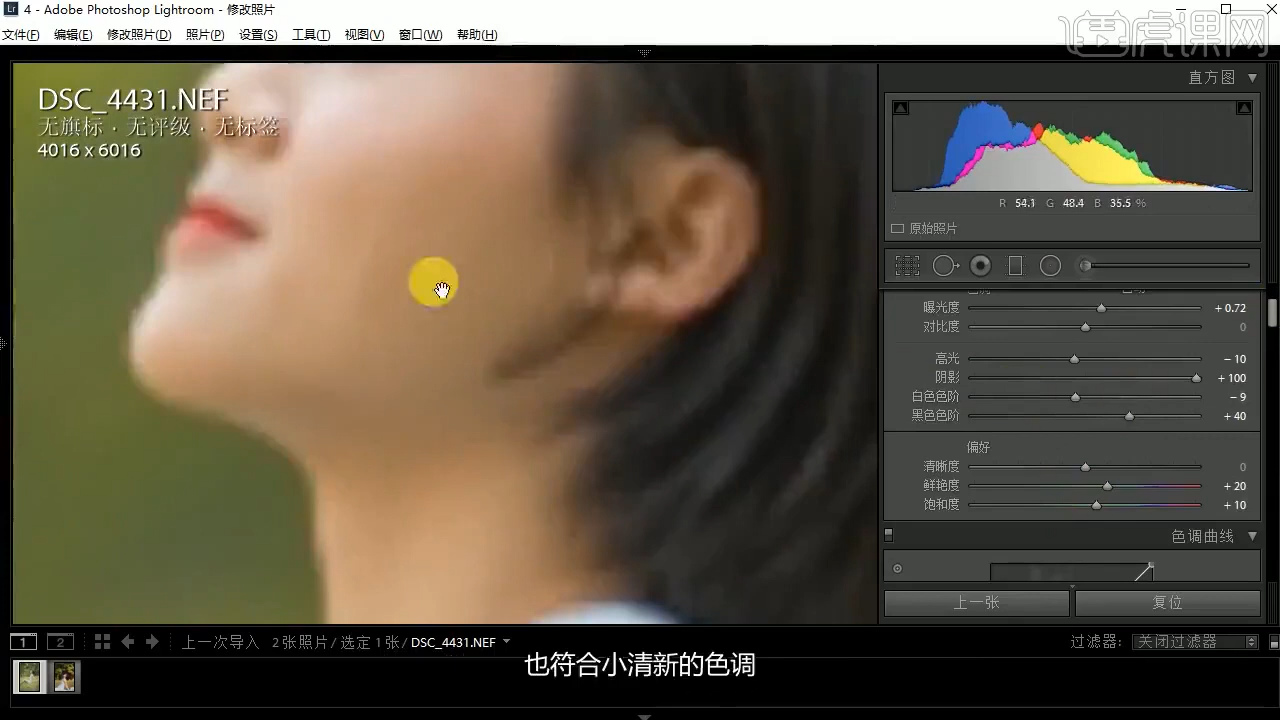 Lr 4 - Adobe Photoshop Lightroom - 修改照片
虎课网
文件(F) 编辑(E) 修改照片(D) 照片(P) 设置(S) 工具(T) 视图(V) 窗口(W) 帮助(H)
DSC_4431.NEF
无旗标 · 无评级 · 无标签
4016 x 6016
直方图
R 54.1 G 48.4 B 35.5 %
原始照片
曝光度 + 0.72
对比度 0
高光 − 10
阴影 + 100
白色色阶 − 9
黑色色阶 + 40
偏好
清晰度 0
鲜艳度 + 20
饱和度 + 10
色调曲线
上一张 复位
1 2 上一次导入 2 张照片 / 选定 1 张 / DSC_4431.NEF 过滤器: 关闭过滤器
也符合小清新的色调